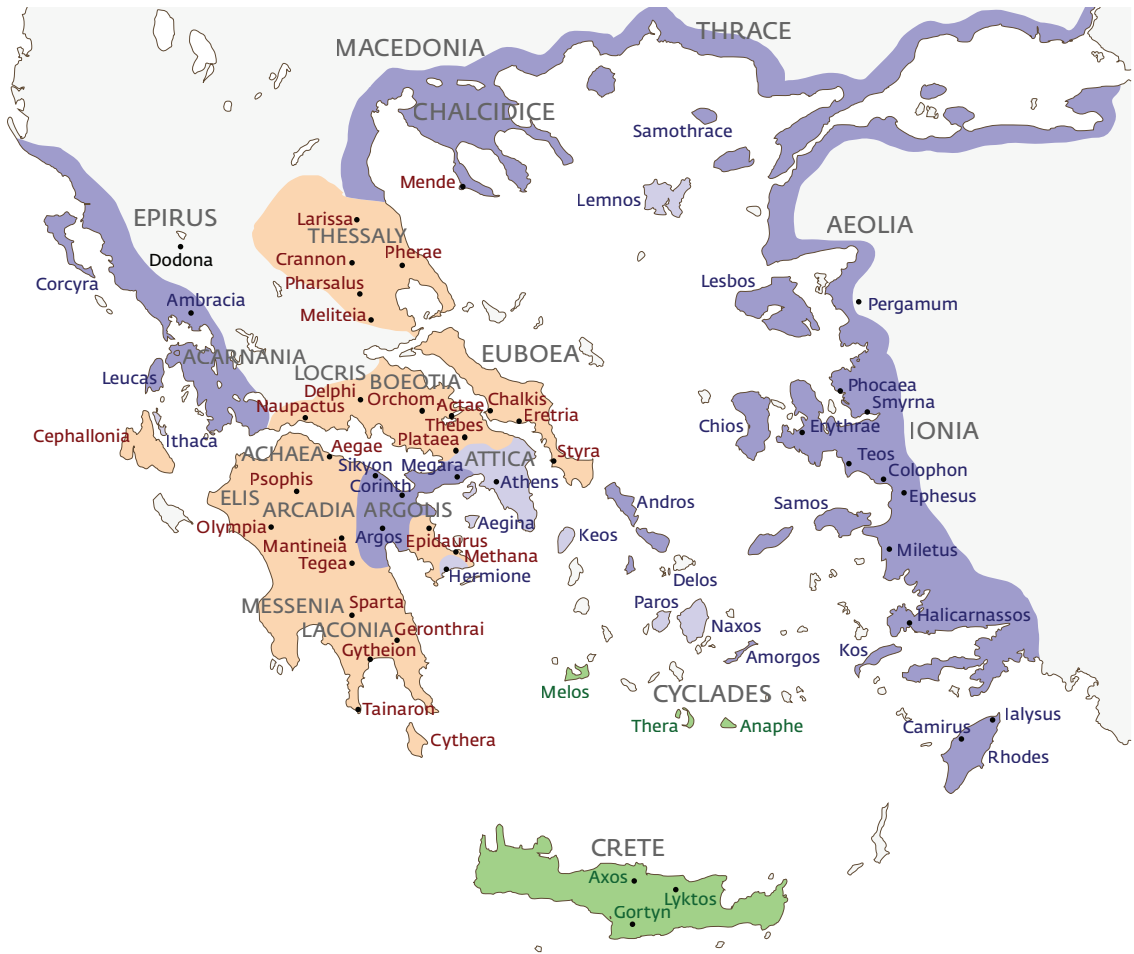 THRACE
MACEDONIA
CHALCIDICE
Samothrace
Mende
Lemnos
EPIRUS
Larissa
AEOLIA
THESSALY
Dodona
Crannon
Pherae
Corcyra
Pharsalus
Lesbos
Ambracia
Pergamum
Meliteia
ACARNANIA
EUBOEA
LOCRIS
Leucas
BOEOTIA
Delphi
Orchom
Phocaea
Naupactus
Actae
Chalkis
Smyrna
Eretria
Thebes
Chios
Erythrae
IONIA
Cephallonia
Ithaca
Plataea
ACHAEA
Aegae
Styra
Teos
Sikyon
Megara
ATTICA
Colophon
Psophis
Corinth
Athens
ELIS
Ephesus
ARCADIA
ARGOLIS
Andros
Samos
Olympia
Aegina
Keos
Argos
Epidaurus
Mantineia
Methana
Miletus
Tegea
Hermione
Delos
MESSENIA
Sparta
Paros
Halicarnassos
LACONIA
Geronthrai
Naxos
Gytheion
Kos
Amorgos
Melos
CYCLADES
Tainaron
Ialysus
Thera
Anaphe
Camirus
Cythera
Rhodes
CRETE
Axos
Lyktos
Gortyn